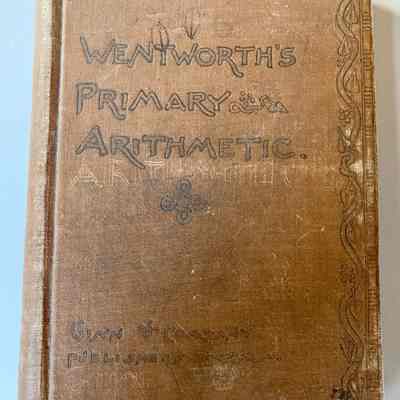 WENTWORTH'S
PRIMARY
ARITHMETIC.
GINN & COMPANY
PUBLISHERS